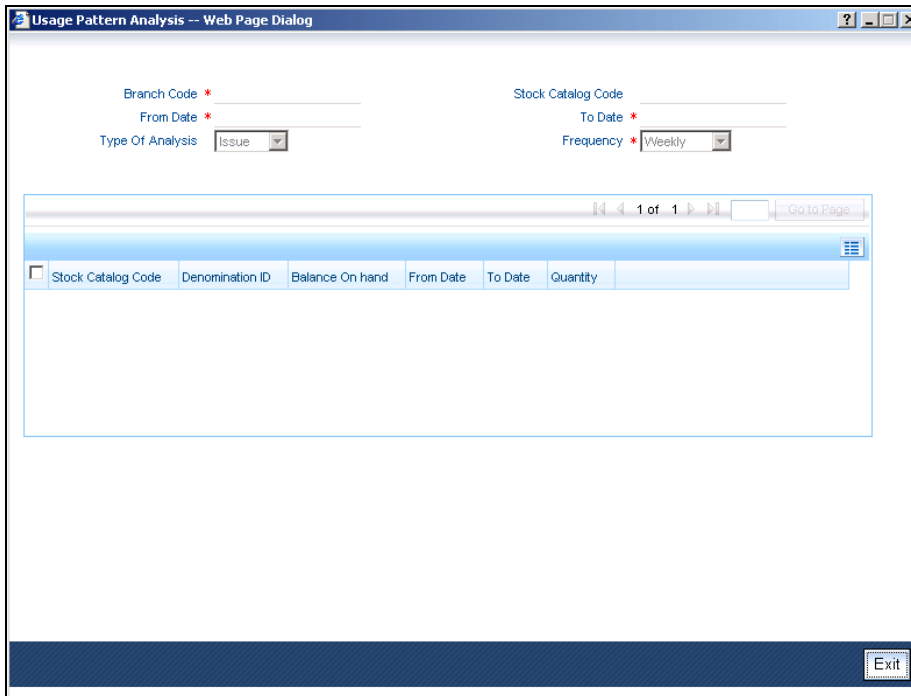 Usage Pattern Analysis -- Web Page Dialog
Branch Code *
Stock Catalog Code
From Date *
To Date *
Type Of Analysis Issue
Frequency * Weekly
1 of 1 Go to Page
Stock Catalog Code Denomination ID Balance On hand From Date To Date Quantity
Exit